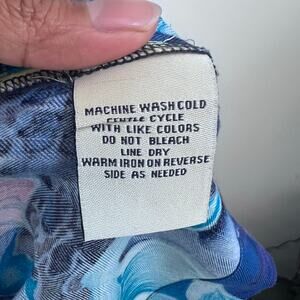 MACHINE WASH COLD
GENTLE CYCLE
WITH LIKE COLORS
DO NOT BLEACH
LINE DRY
WARM IRON ON REVERSE
SIDE AS NEEDED